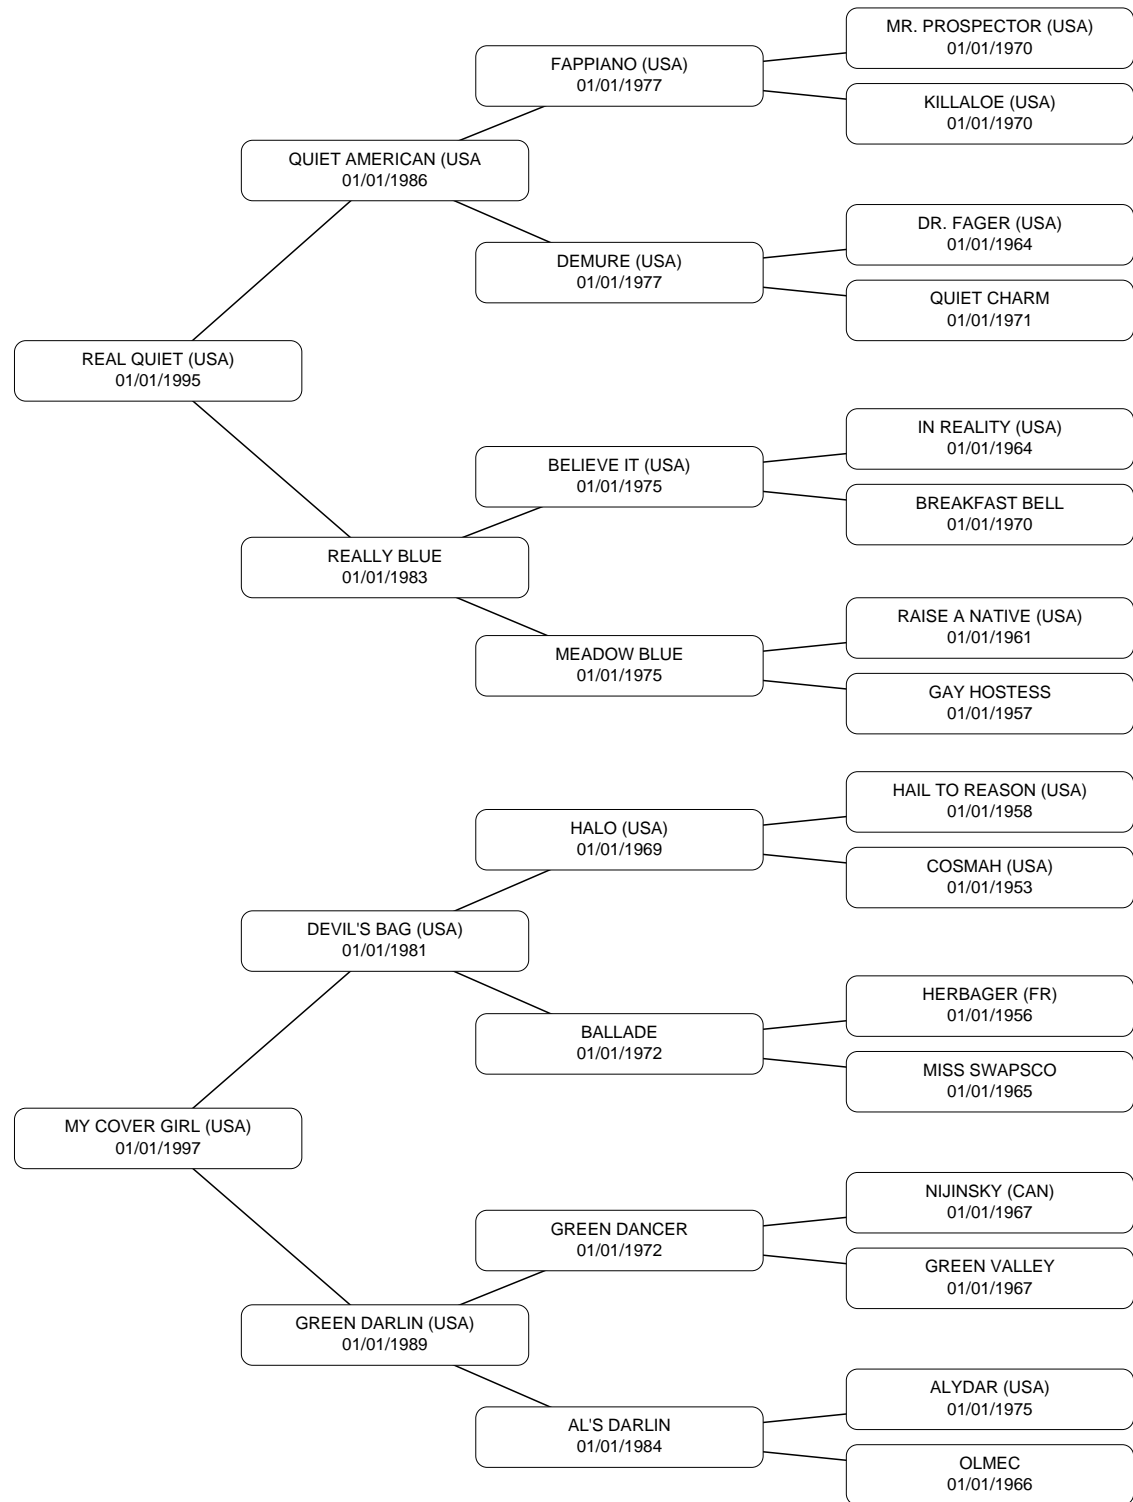 MR. PROSPECTOR (USA)
01/01/1970
FAPPIANO (USA)
01/01/1977
KILLALOE (USA)
01/01/1970
QUIET AMERICAN (USA
01/01/1986
DR. FAGER (USA)
01/01/1964
DEMURE (USA)
01/01/1977
QUIET CHARM
01/01/1971
REAL QUIET (USA)
01/01/1995
IN REALITY (USA)
01/01/1964
BELIEVE IT (USA)
01/01/1975
BREAKFAST BELL
01/01/1970
REALLY BLUE
01/01/1983
RAISE A NATIVE (USA)
01/01/1961
MEADOW BLUE
01/01/1975
GAY HOSTESS
01/01/1957
HAIL TO REASON (USA)
01/01/1958
HALO (USA)
01/01/1969
COSMAH (USA)
01/01/1953
DEVIL'S BAG (USA)
01/01/1981
HERBAGER (FR)
01/01/1956
BALLADE
01/01/1972
MISS SWAPSCO
01/01/1965
MY COVER GIRL (USA)
01/01/1997
NIJINSKY (CAN)
01/01/1967
GREEN DANCER
01/01/1972
GREEN VALLEY
01/01/1967
GREEN DARLIN (USA)
01/01/1989
ALYDAR (USA)
01/01/1975
AL'S DARLIN
01/01/1984
OLMEC
01/01/1966